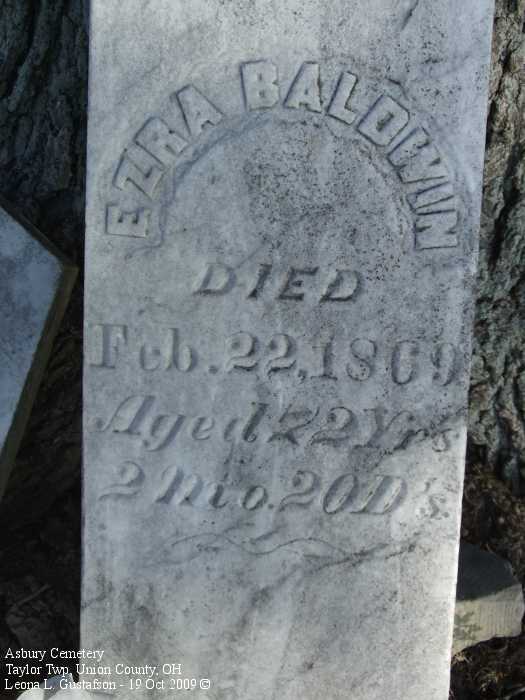 EZRA BALDWIN
DIED
Feb. 22, 1869
Aged 72 Yrs
2 Mo. 20 D's.
Asbury Cemetery
Taylor Twp, Union County, OH
Leona L. Gustafson - 19 Oct 2009 ©